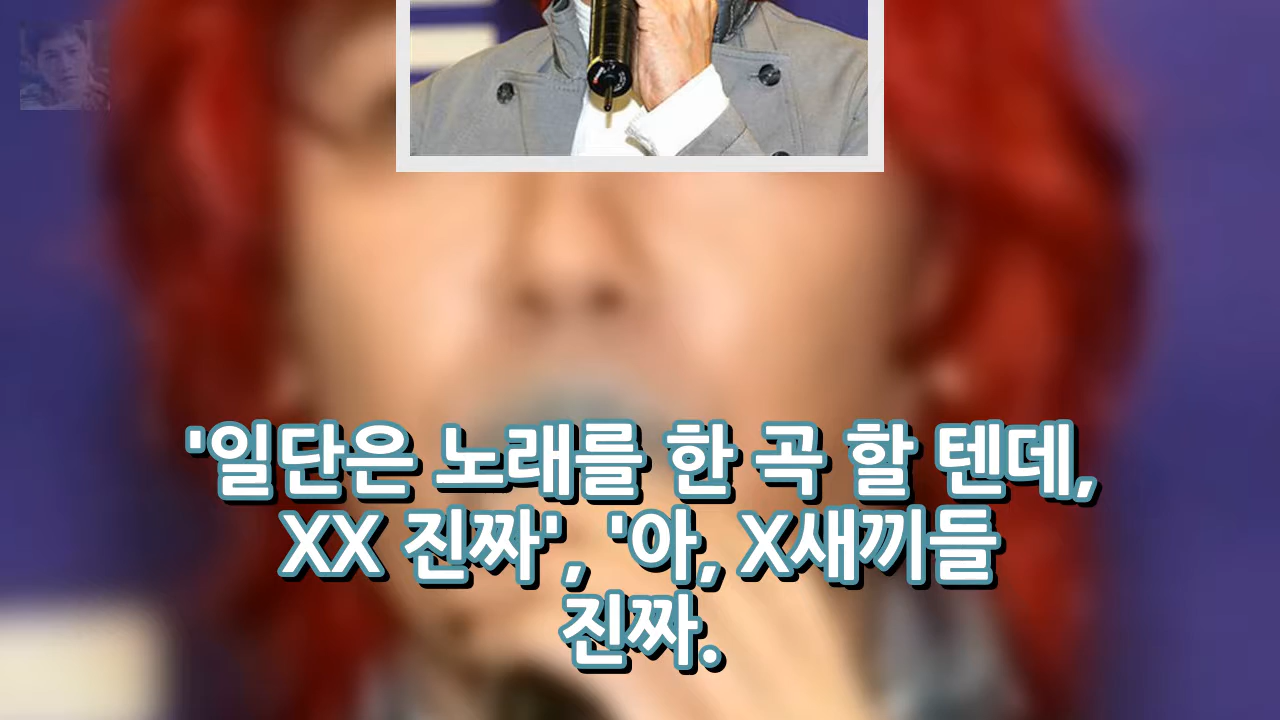 '일단은 노래를 한 곡 할 텐데,
XX 진짜', '아, X새끼들
진짜.